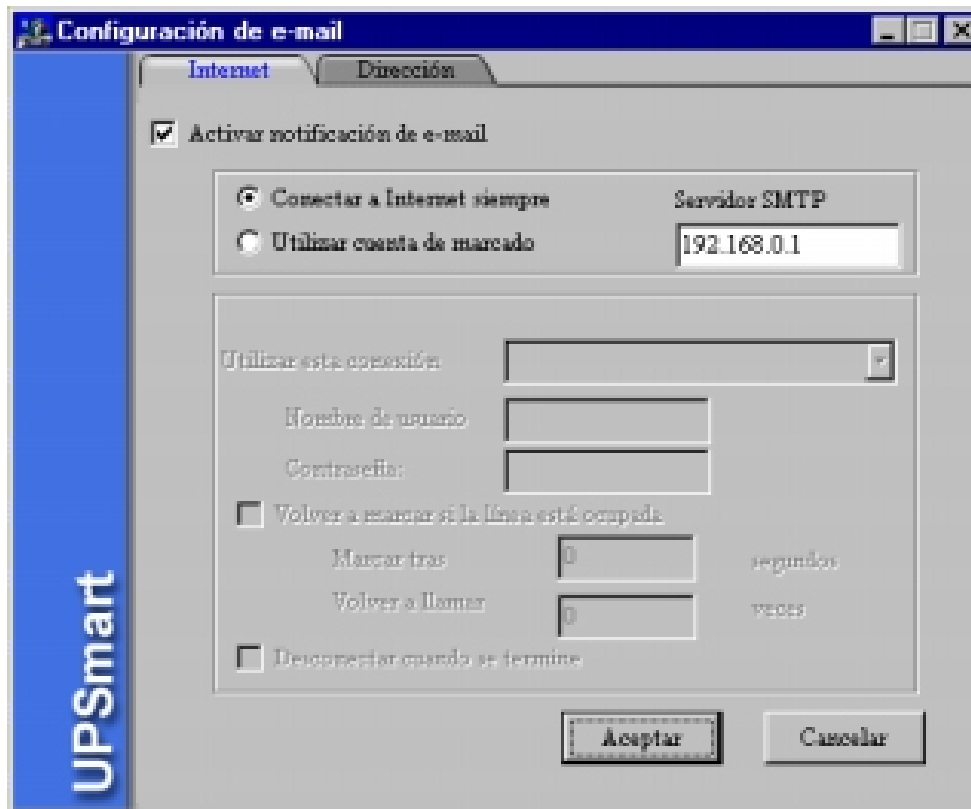 Configuración de e-mail
Internet Dirección
Activar notificación de e-mail
Conectar a Internet siempre Servidor SMTP
Utilizar cuenta de marcado 192.168.0.1
Utilizar esta conexión
Nombre de usuario
Contraseña:
Volver a marcar si la línea está ocupada
Marcar tras 0 segundos
Volver a llamar 0 veces
Desconectar cuando se termine
Aceptar Cancelar
UPSmart